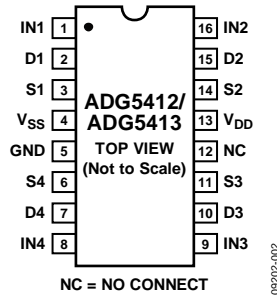 IN1 1 16 IN2
D1 2 15 D2
S1 3 14 S2
VSS 4 13 VDD
GND 5 12 NC
S4 6 11 S3
D4 7 10 D3
IN4 8 9 IN3
ADG5412/
ADG5413
TOP VIEW
(Not to Scale)
NC = NO CONNECT
09202-002